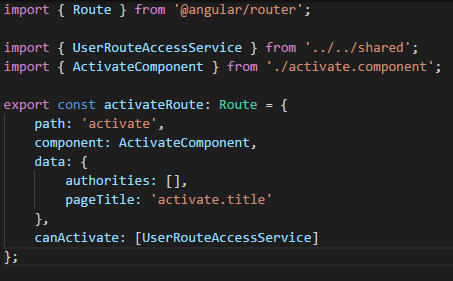 import { Route } from '@angular/router';

import { UserRouteAccessService } from '../../shared';
import { ActivateComponent } from './activate.component';

export const activateRoute: Route = {
    path: 'activate',
    component: ActivateComponent,
    data: {
        authorities: [],
        pageTitle: 'activate.title'
    },
    canActivate: [UserRouteAccessService]
};